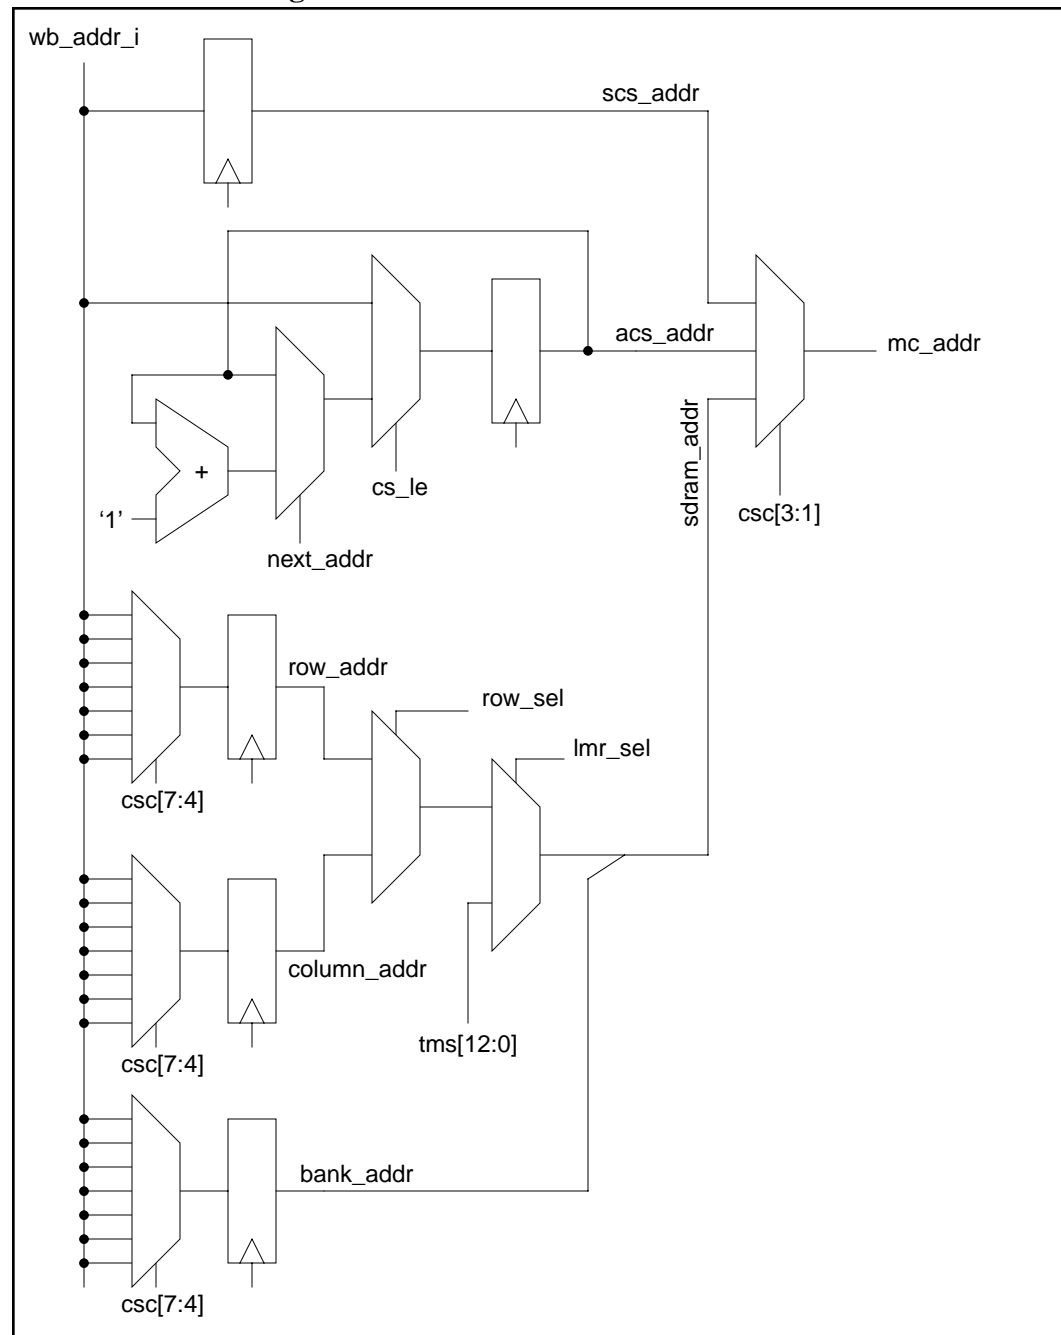 wb_addr_i
scs_addr
acs_addr
mc_addr
sdram_addr
+
cs_le
csc[3:1]
‘1’
next_addr
row_addr
row_sel
lmr_sel
csc[7:4]
column_addr
tms[12:0]
csc[7:4]
bank_addr
csc[7:4]